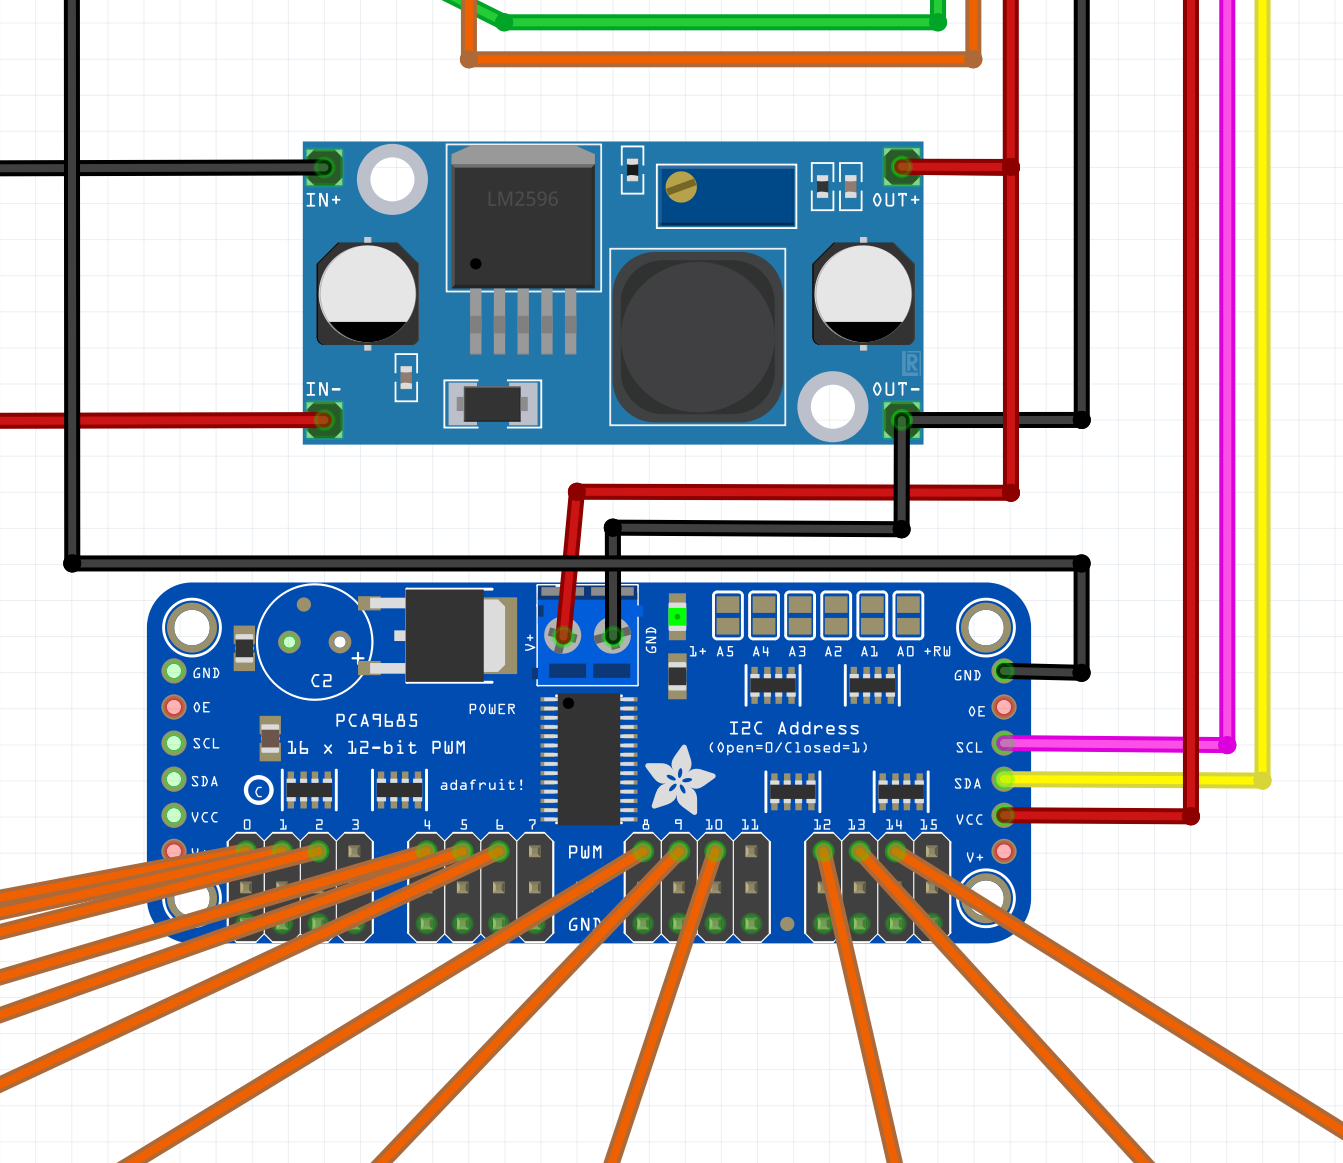 LM2596
IN+
OUT+
R
IN-
OUT-
V+
GND
1+ A5 A4 A3 A2 A1 A0 +RW
GND
OE
SCL
SDA
VCC
C2
+
POWER
PCA9685
16 x 12-bit PWM
C
adafruit!
I2C Address
(Open=0/Closed=1)
GND
OE
SCL
SDA
VCC
V+
0 1 2 3 4 5 6 7 8 9 10 11 12 13 14 15
PWM
GND